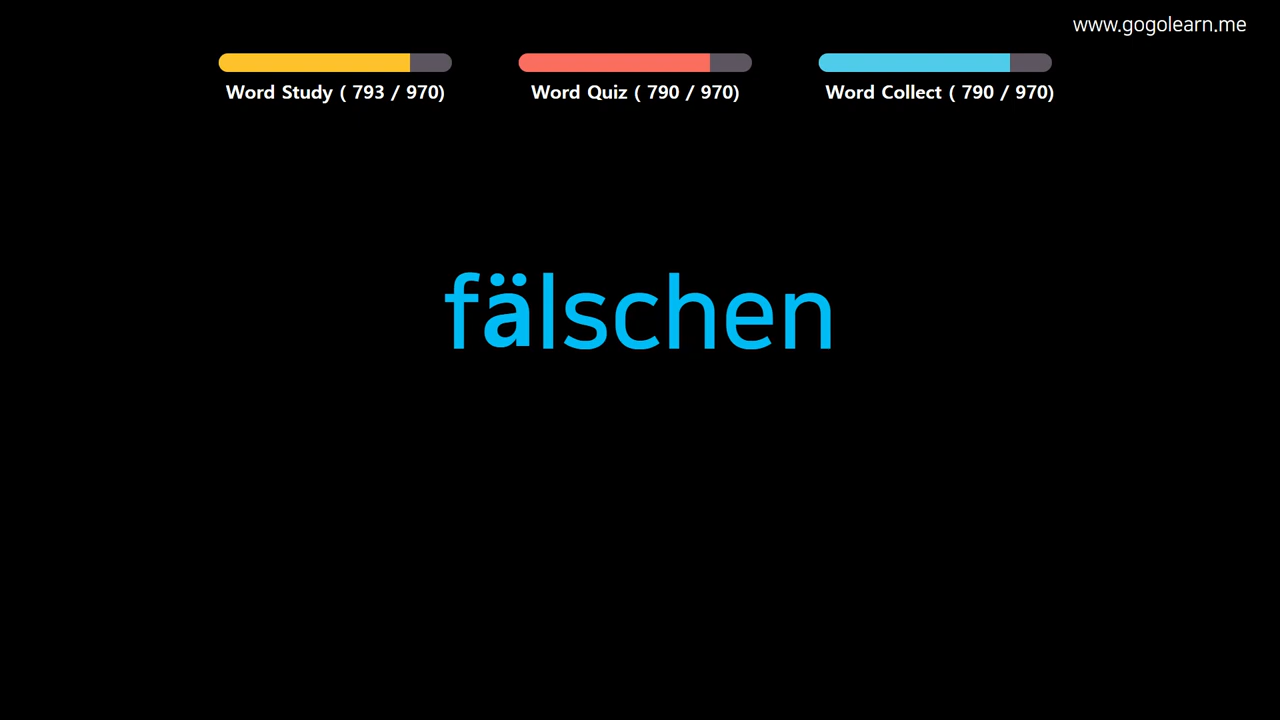 www.gogolearn.me
Word Study ( 793 / 970)
Word Quiz ( 790 / 970)
Word Collect ( 790 / 970)
fälschen